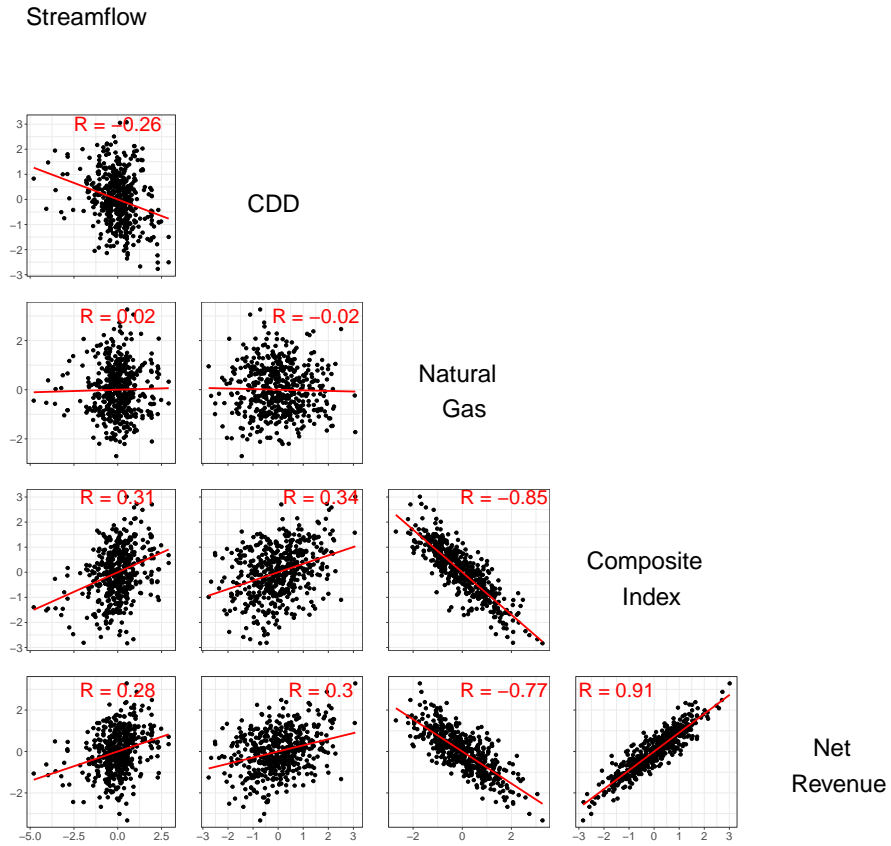 Streamflow
R = −0.26
3
2
1
0
−1
−2
−3
CDD
R = 0.02
R = −0.02
2
0
−2
Natural
Gas
R = 0.31
R = 0.34
R = −0.85
3
2
1
0
−1
−2
−3
Composite
Index
R = 0.28
R = 0.3
R = −0.77
R = 0.91
2
0
−2
Net
Revenue
−5.0 −2.5 0.0 2.5
−3 −2 −1 0 1 2 3
−2 0 2
−3 −2 −1 0 1 2 3